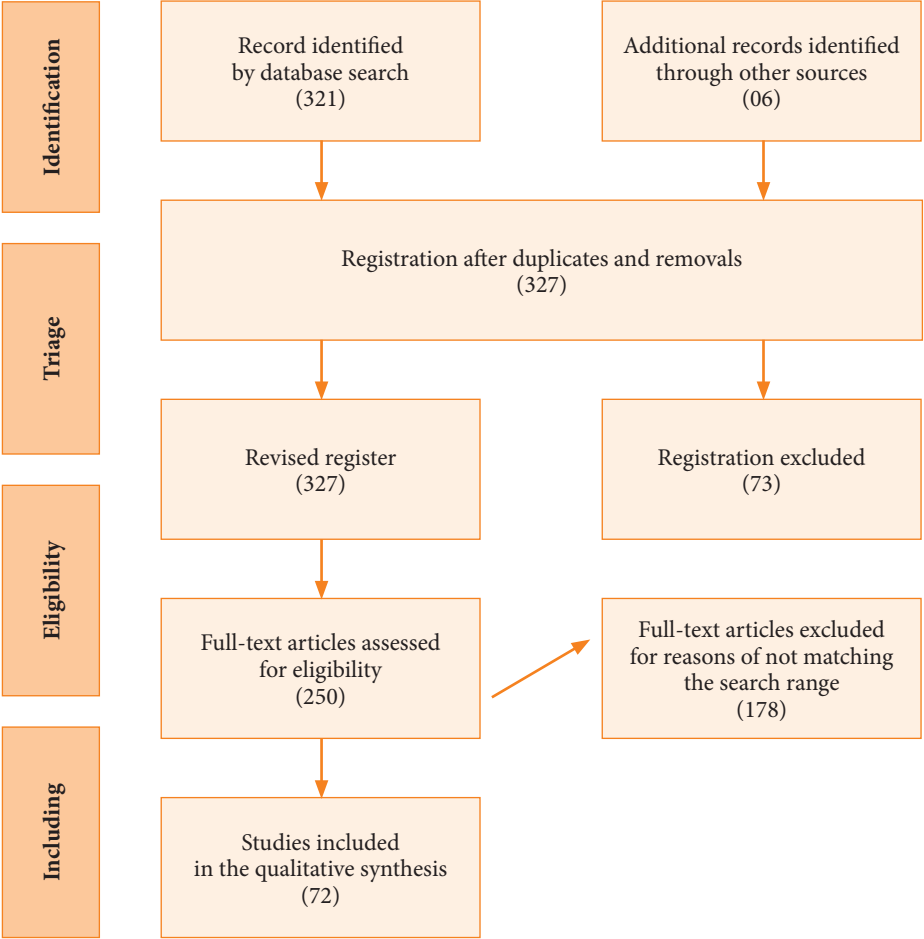 Identification
Record identified
by database search
(321)
Additional records identified
through other sources
(06)
Registration after duplicates and removals
(327)
Triage
Revised register
(327)
Registration excluded
(73)
Eligibility
Full-text articles assessed
for eligibility
(250)
Full-text articles excluded
for reasons of not matching
the search range
(178)
Including
Studies included
in the qualitative synthesis
(72)